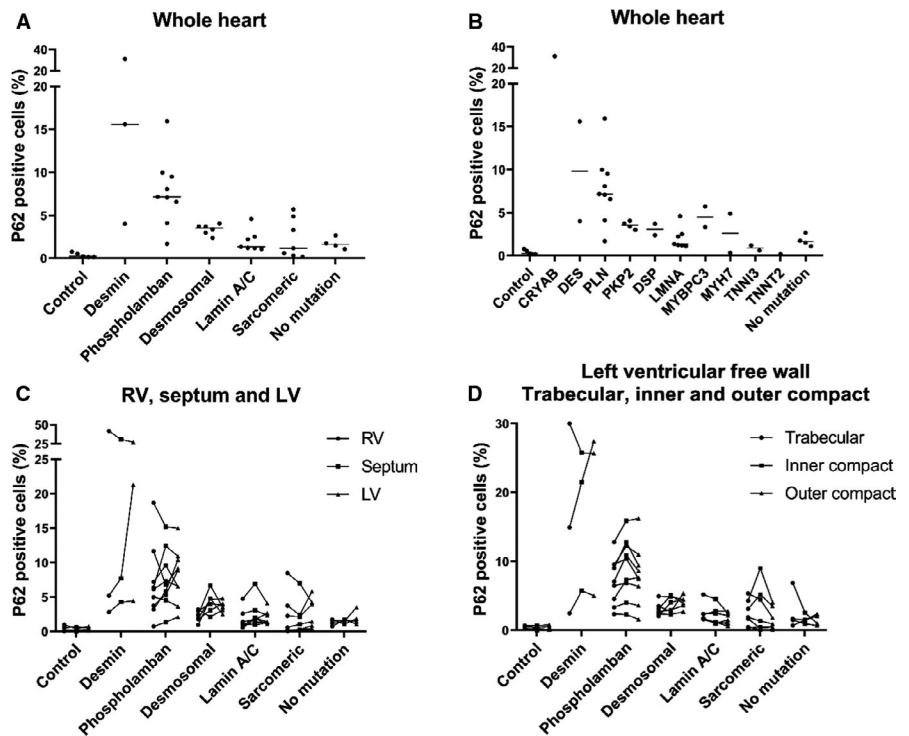 A
Whole heart
P62 positive cells (%)
40
20
20
15
10
5
0
Control
Desmin
Phospholamban
Desmosomal
Lamin A/C
Sarcomeric
No mutation
B
Whole heart
P62 positive cells (%)
40
20
20
15
10
5
0
Control
CRYAB
DES
PLN
PKP2
DSP
LMNA
MYBPC3
MYH7
TNNI3
TNNT2
No mutation
C
RV, septum and LV
P62 positive cells (%)
50
25
25
20
15
10
5
0
RV
Septum
LV
Control
Desmin
Phospholamban
Desmosomal
Lamin A/C
Sarcomeric
No mutation
Left ventricular free wall
D
Trabecular, inner and outer compact
P62 positive cells (%)
30
20
10
0
Trabecular
Inner compact
Outer compact
Control
Desmin
Phospholamban
Desmosomal
Lamin A/C
Sarcomeric
No mutation